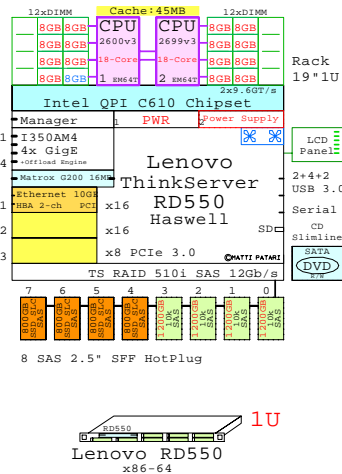 12xDIMM Cache:45MB 12xDIMM
8GB 8GB CPU CPU 8GB 8GB
8GB 8GB 2600v3 2699v3 8GB 8GB
8GB 8GB 18-Core 18-Core 8GB 8GB
8GB 8GB 1 EM64T 2 EM64T 8GB 8GB
Rack
19"1U
2x9.6GT/s
Intel QPI C610 Chipset
Manager 1 PWR 2 Power Supply
1 I350AM4
4x GigE
4 +Offload Engine
LCD
Panel
Matrox G200 16MB
Lenovo
ThinkServer
RD550
Haswell
2+4+2
USB 3.0
Ethernet 10GB
1 HBA 2-ch PCI x16
Serial
2 x16
SD
CD
Slimline
3 x8 PCIe 3.0
©MATTI PATARI
SATA
DVD
R/W
TS RAID 510i SAS 12Gb/s
7 6 5 4 3 2 1 0
800GB SSD SLC SAS
800GB SSD SLC SAS
800GB SSD SLC SAS
800GB SSD SLC SAS
1200GB 10k SAS
1200GB 10k SAS
1200GB 10k SAS
1200GB 10k SAS
8 SAS 2.5" SFF HotPlug
RD550
1U
Lenovo RD550
x86-64